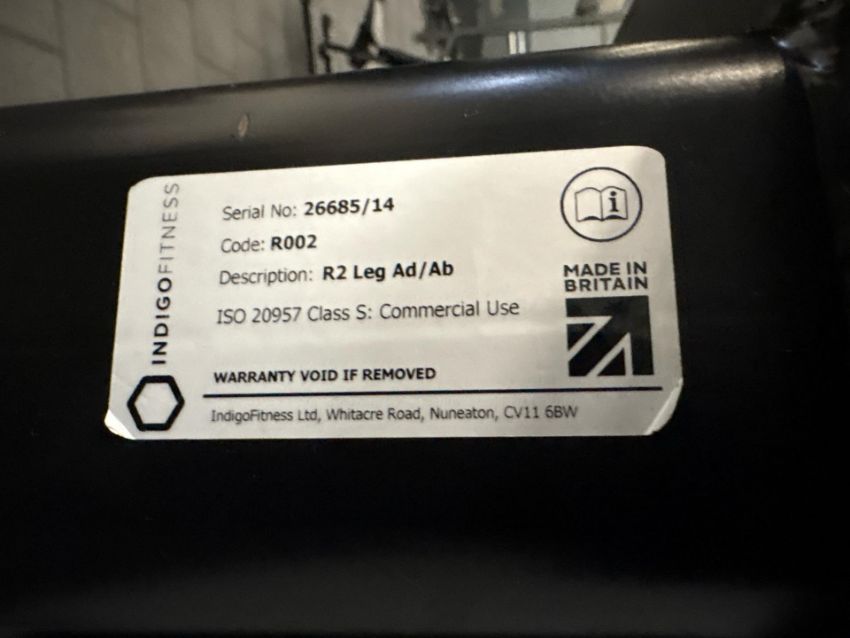 INDIGOFITNESS
Serial No: 26685/14
Code: R002
Description: R2 Leg Ad/Ab
ISO 20957 Class S: Commercial Use
WARRANTY VOID IF REMOVED
IndigoFitness Ltd, Whitacre Road, Nuneaton, CV11 6BW
i
MADE IN
BRITAIN